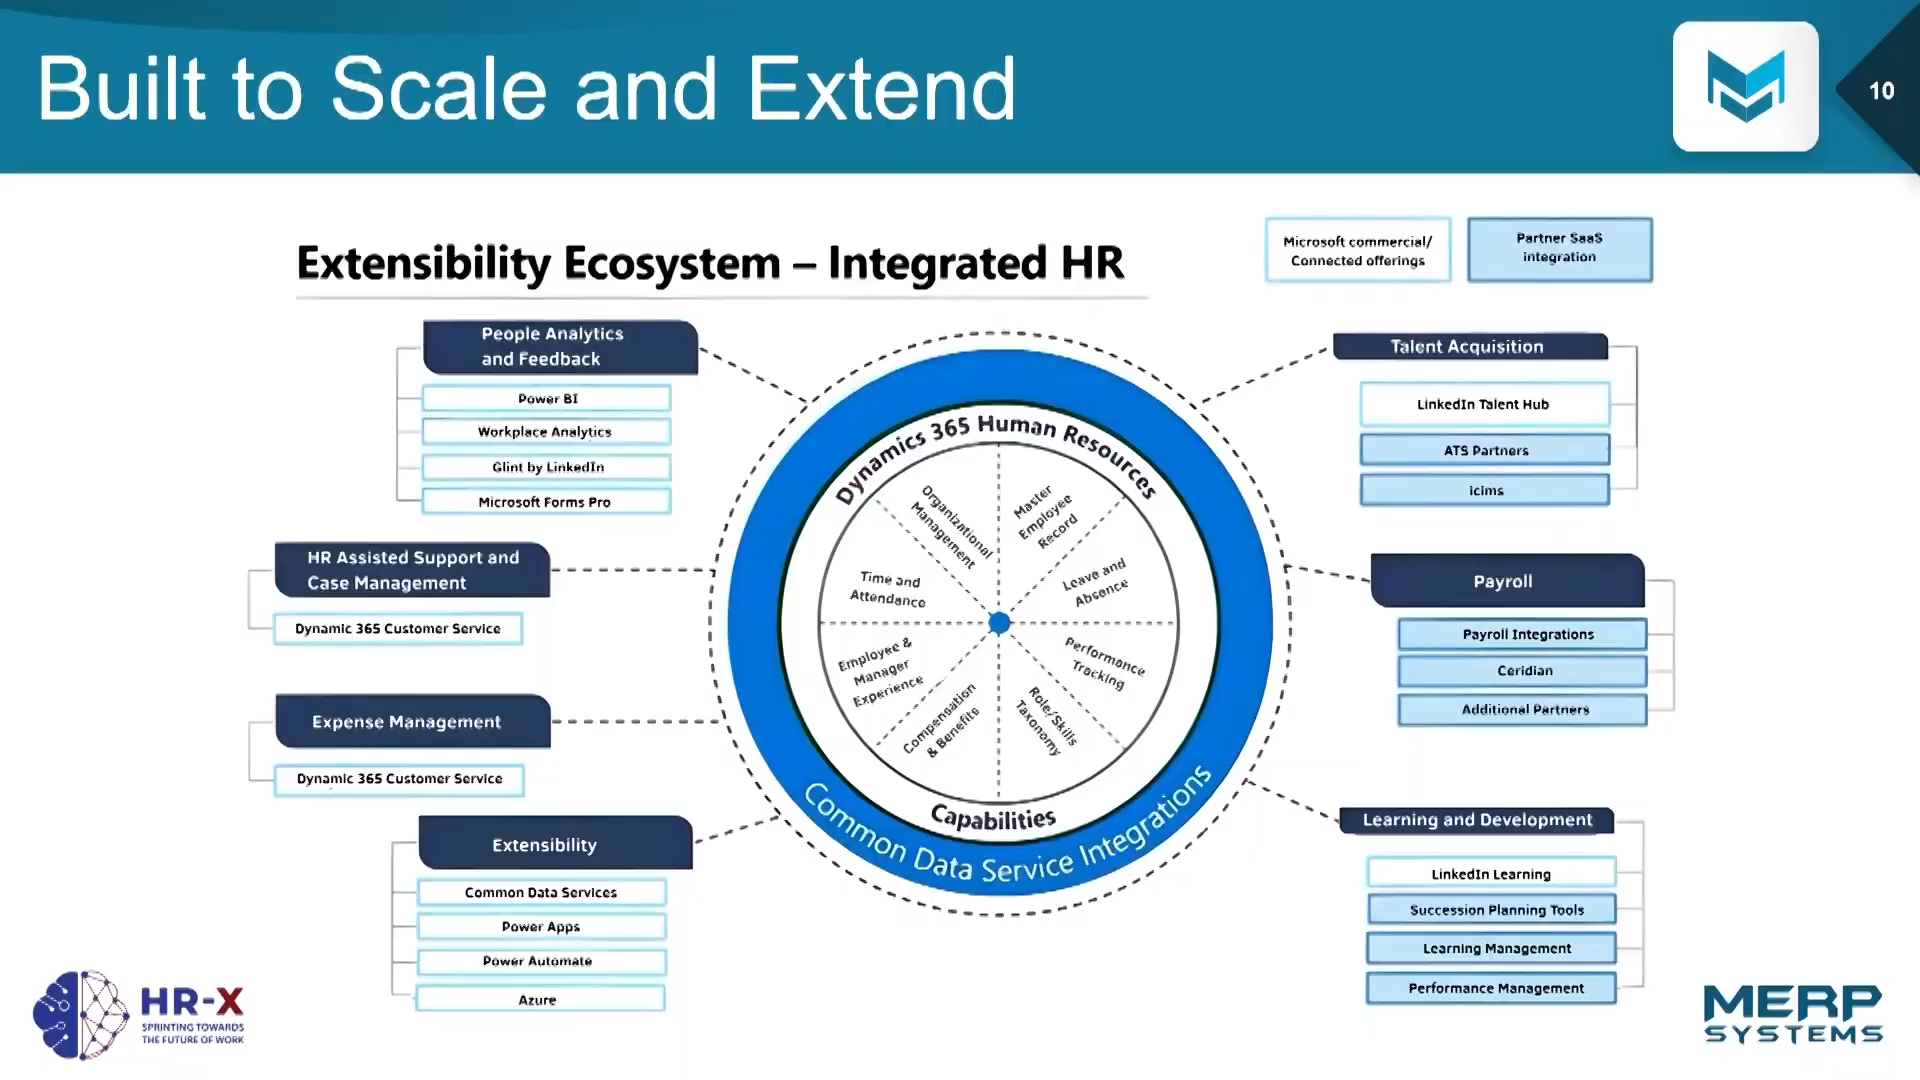 Built to Scale and Extend
10
Extensibility Ecosystem – Integrated HR
Microsoft commercial/
Connected offerings
Partner SaaS
integration
People Analytics
and Feedback
Power BI
Workplace Analytics
Glint by LinkedIn
Microsoft Forms Pro
HR Assisted Support and
Case Management
Dynamic 365 Customer Service
Expense Management
Dynamic 365 Customer Service
Extensibility
Common Data Services
Power Apps
Power Automate
Azure
Dynamics 365 Human Resources
Organizational
Management
Master
Employee
Record
Time and
Attendance
Leave and
Absence
Employee &
Manager
Experience
Performance
Tracking
Compensation
& Benefits
Role/Skills
Taxonomy
Capabilities
Common Data Service Integrations
Talent Acquisition
LinkedIn Talent Hub
ATS Partners
icims
Payroll
Payroll Integrations
Ceridian
Additional Partners
Learning and Development
LinkedIn Learning
Succession Planning Tools
Learning Management
Performance Management
HR-X
SPRINTING TOWARDS
THE FUTURE OF WORK
MERP
SYSTEMS